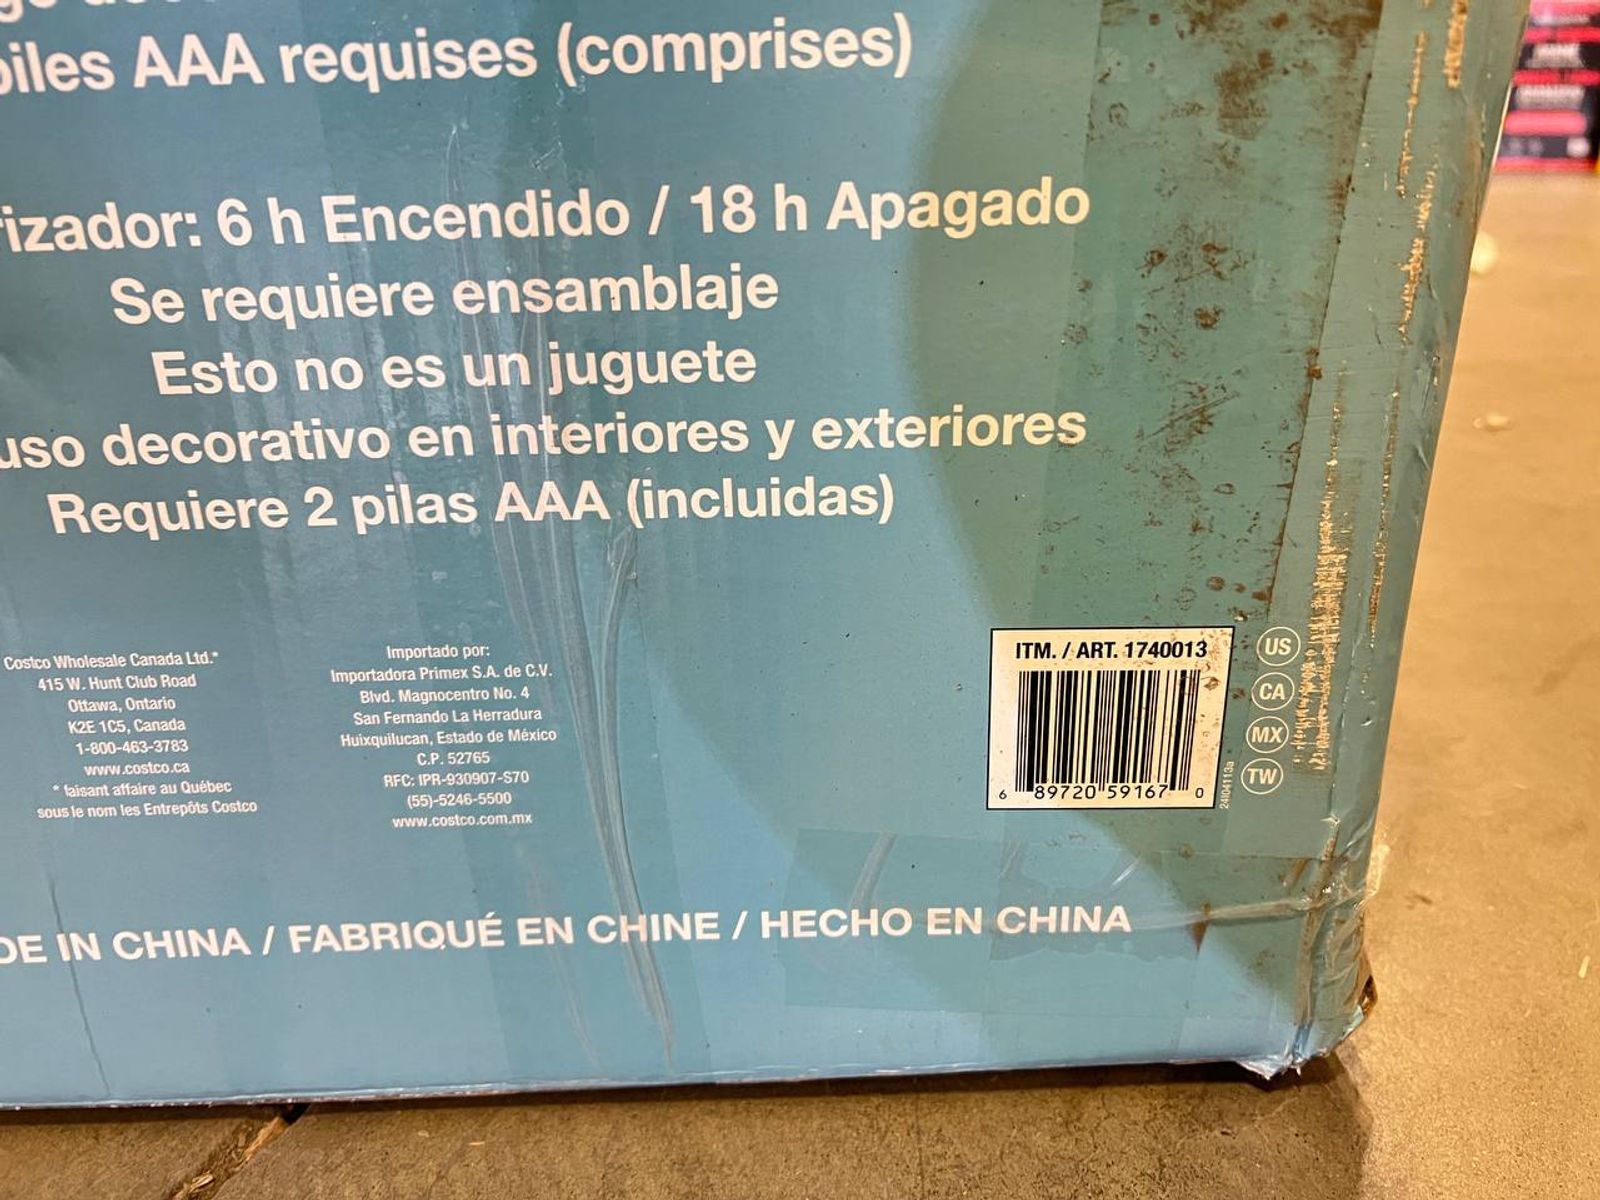 AAA requises (comprises)
6 h Encendido / 18 h Apagado
Se requiere ensamblaje
Esto no es un juguete
uso decorativo en interiores y exteriores
Requiere 2 pilas AAA (incluidas)
Costco Wholesale Canada Ltd.*
415 W. Hunt Club Road
Ottawa, Ontario
K2E 1C5, Canada
1-800-463-3783
www.costco.ca
* faisant affaire au Québec
sous le nom les Entrepôts Costco
Importado por:
Importadora Primex S.A. de C.V.
Blvd. Magnocentro No. 4
San Fernando La Herradura
Huixquilucan, Estado de México
C.P. 52765
RFC: IPR-930907-S70
(55)-5246-5500
www.costco.com.mx
ITM. / ART. 1740013
6 89720 59167 0
24I04113a
US
CA
MX
TW
IN CHINA / FABRIQUÉ EN CHINE / HECHO EN CHINA